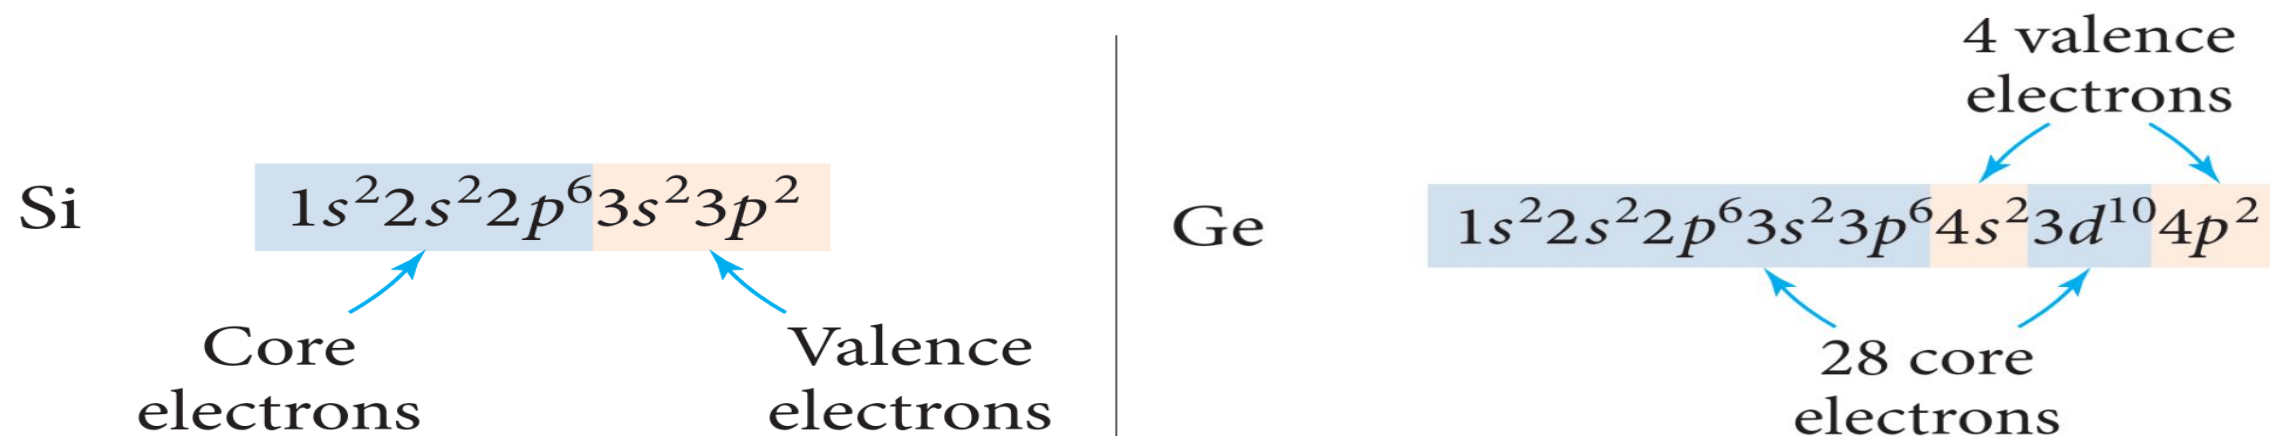 Si
1s²2s²2p⁶3s²3p²
Core
electrons
Valence
electrons
4 valence
electrons
Ge
1s²2s²2p⁶3s²3p⁶4s²3d¹⁰4p²
28 core
electrons